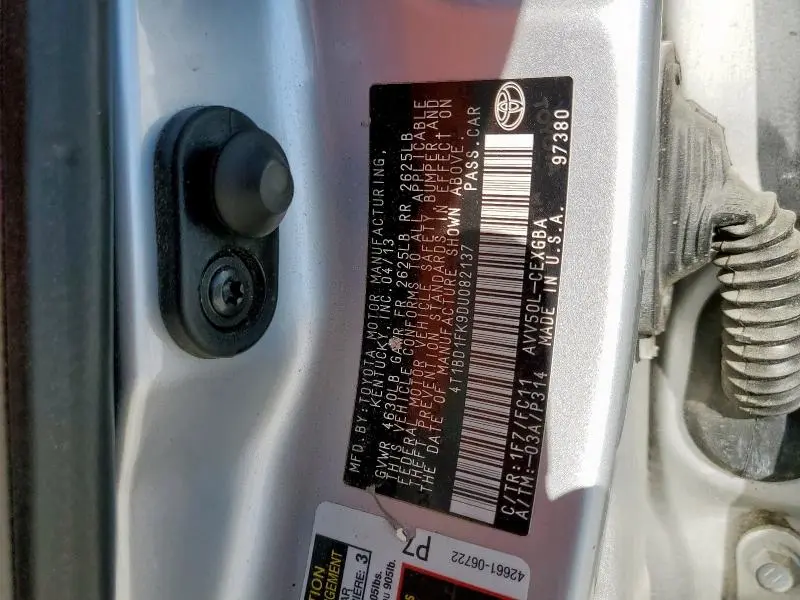 MFD.BY:TOYOTA MOTOR MANUFACTURING,
KENTUCKY,INC.04/13
GVWR 4630LB GAWR FR 2625LB RR 2625LB
THIS VEHICLE CONFORMS TO ALL APPLICABLE
FEDERAL MOTOR VEHICLE SAFETY BUMPER,AND
THEFT PREVENTION STANDARDS IN EFFECT ON
THE DATE OF MANUFACTURE SHOWN ABOVE.
4T1BD1FK9DU082137 PASS.CAR
C/TR:1F7/FC11 AVV50L-CEXGBA
A/TM:-03A/P314 MADE IN U.S.A. 97380
42661-06722
P7
3
905lb.